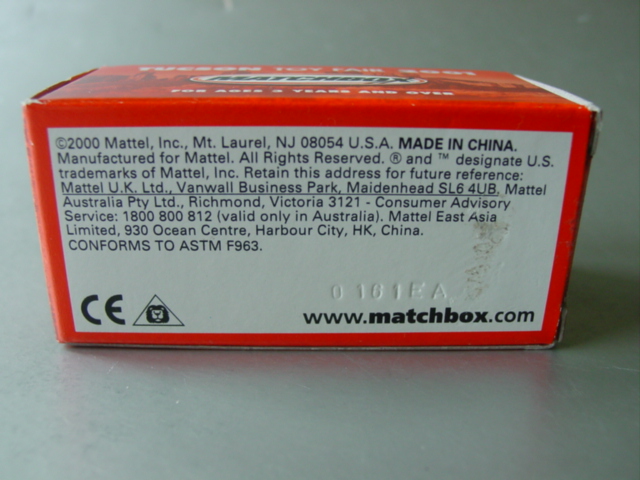 TUCSON TOY FAIR 2001
MATCHBOX
FOR AGES 3 YEARS AND OVER
©2000 Mattel, Inc., Mt. Laurel, NJ 08054 U.S.A. MADE IN CHINA.
Manufactured for Mattel. All Rights Reserved. ® and ™ designate U.S.
trademarks of Mattel, Inc. Retain this address for future reference:
Mattel U.K. Ltd., Vanwall Business Park, Maidenhead SL6 4UB. Mattel
Australia Pty Ltd., Richmond, Victoria 3121 - Consumer Advisory
Service: 1800 800 812 (valid only in Australia). Mattel East Asia
Limited, 930 Ocean Centre, Harbour City, HK, China.
CONFORMS TO ASTM F963.
0161EA
CE
www.matchbox.com